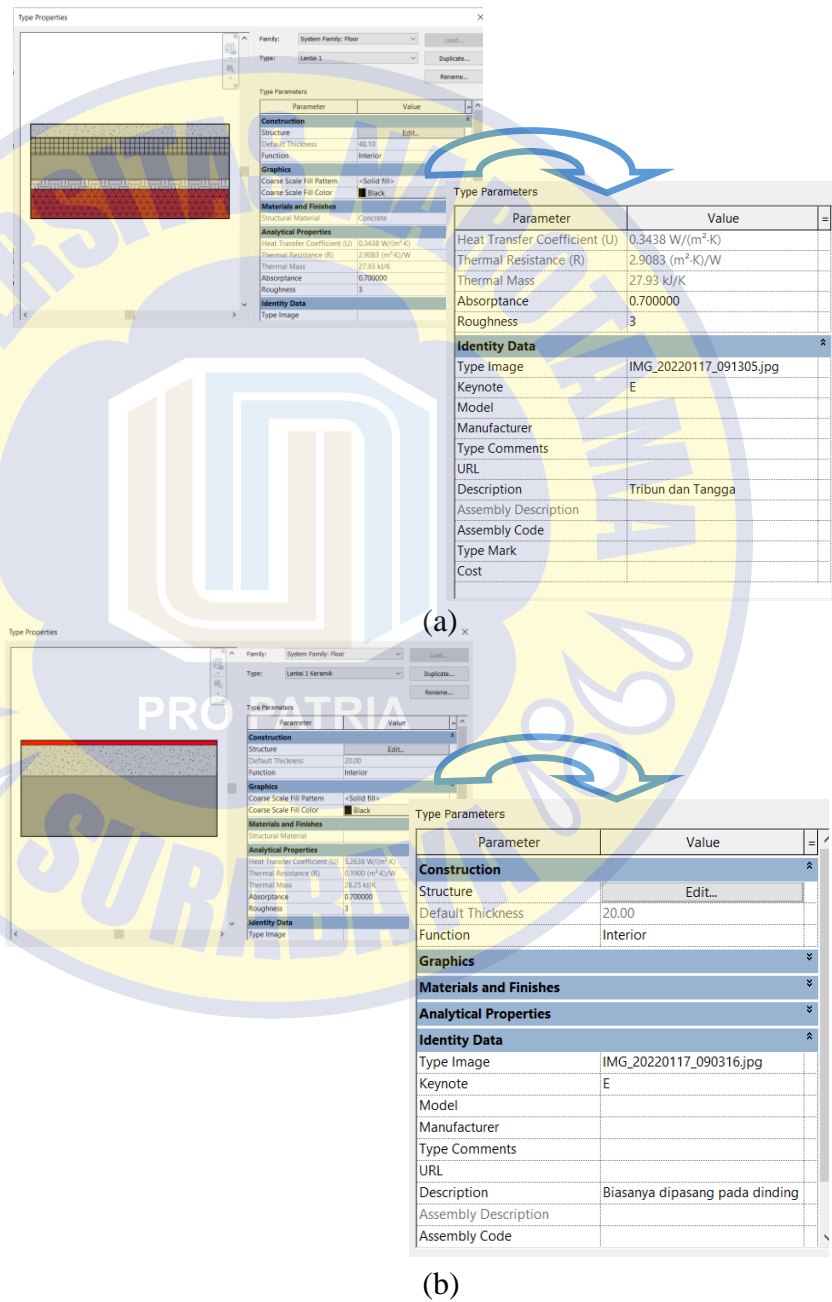 Type Properties
Family: System Family: Floor Load...
Type: Lantai 1 Duplicate...
Rename...
Type Parameters
Parameter Value =
Construction
Structure Edit...
Default Thickness 48.10
Function Interior
Graphics
Coarse Scale Fill Pattern <Solid fill>
Coarse Scale Fill Color Black
Materials and Finishes
Structural Material Concrete
Analytical Properties
Heat Transfer Coefficient (U) 0.3438 W/(m²·K)
Thermal Resistance (R) 2.9083 (m²·K)/W
Thermal Mass 27.93 kJ/K
Absorptance 0.700000
Roughness 3
Identity Data
Type Image
Type Parameters
Parameter Value =
Heat Transfer Coefficient (U) 0.3438 W/(m²·K)
Thermal Resistance (R) 2.9083 (m²·K)/W
Thermal Mass 27.93 kJ/K
Absorptance 0.700000
Roughness 3
Identity Data
Type Image IMG_20220117_091305.jpg
Keynote E
Model
Manufacturer
Type Comments
URL
Description Tribun dan Tangga
Assembly Description
Assembly Code
Type Mark
Cost
(a)
Type Properties
Family: System Family: Floor Load...
Type: Lantai 1 Keramik Duplicate...
Rename...
Type Parameters
Parameter Value =
Construction
Structure Edit...
Default Thickness 20.00
Function Interior
Graphics
Coarse Scale Fill Pattern <Solid fill>
Coarse Scale Fill Color Black
Materials and Finishes
Structural Material
Analytical Properties
Heat Transfer Coefficient (U) 5.2638 W/(m²·K)
Thermal Resistance (R) 0.1900 (m²·K)/W
Thermal Mass 28.25 kJ/K
Absorptance 0.700000
Roughness 3
Identity Data
Type Image
Type Parameters
Parameter Value =
Construction
Structure Edit...
Default Thickness 20.00
Function Interior
Graphics
Materials and Finishes
Analytical Properties
Identity Data
Type Image IMG_20220117_090316.jpg
Keynote E
Model
Manufacturer
Type Comments
URL
Description Biasanya dipasang pada dinding
Assembly Description
Assembly Code
(b)
PRO PATRIA
SURABAYA